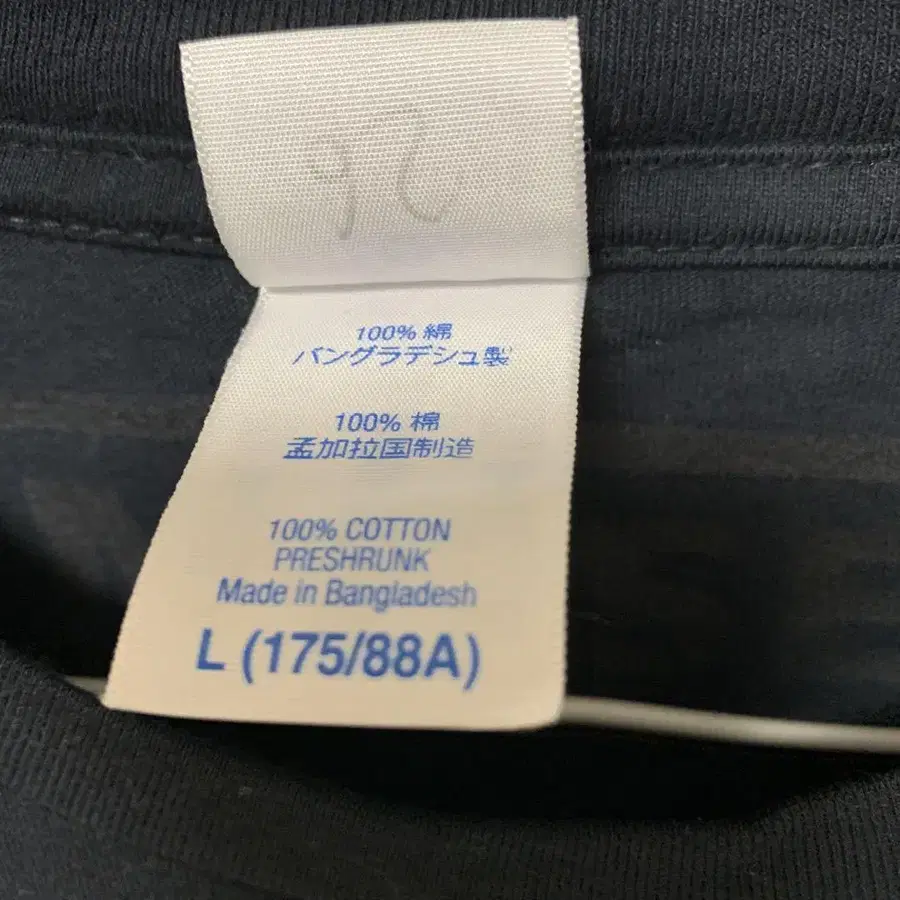 100% 綿
バングラデシュ製
100% 棉
孟加拉国制造
100% COTTON
PRESHRUNK
Made in Bangladesh
L (175/88A)